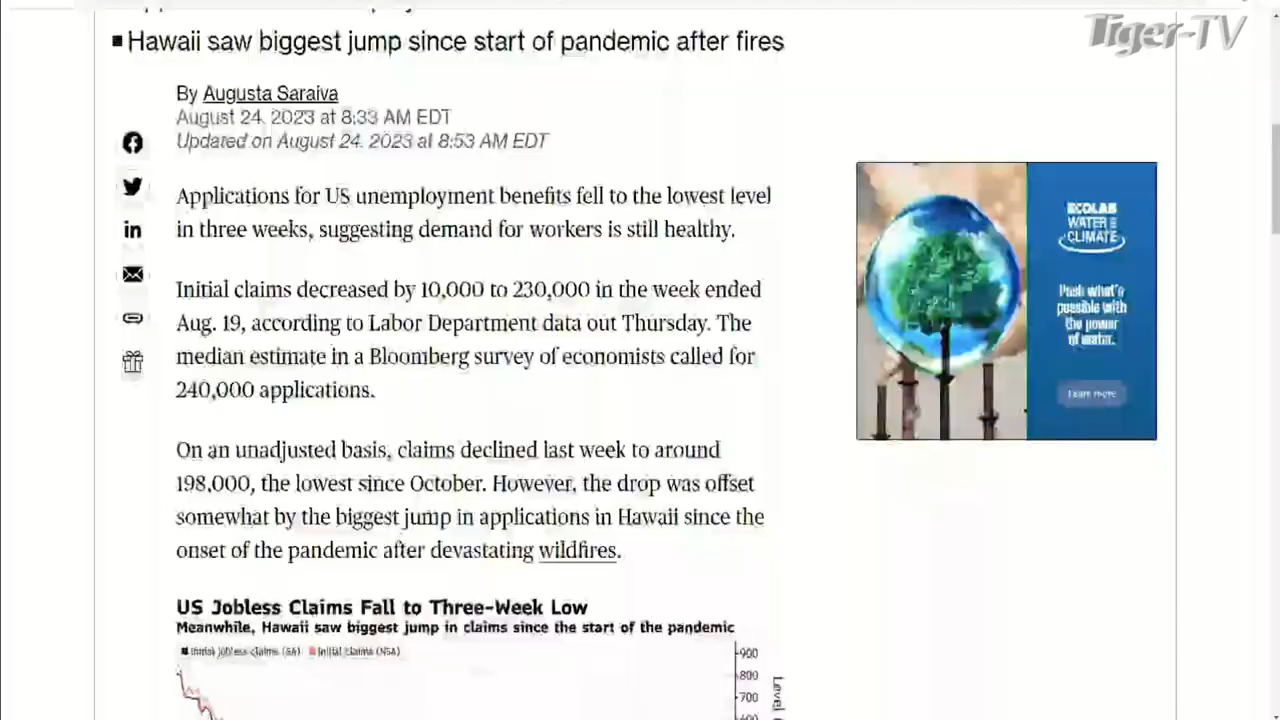 Tiger-TV
Hawaii saw biggest jump since start of pandemic after fires
By Augusta Saraiva
August 24, 2023 at 8:33 AM EDT
Updated on August 24, 2023 at 8:53 AM EDT
Applications for US unemployment benefits fell to the lowest level
in three weeks, suggesting demand for workers is still healthy.
Initial claims decreased by 10,000 to 230,000 in the week ended
Aug. 19, according to Labor Department data out Thursday. The
median estimate in a Bloomberg survey of economists called for
240,000 applications.
On an unadjusted basis, claims declined last week to around
198,000, the lowest since October. However, the drop was offset
somewhat by the biggest jump in applications in Hawaii since the
onset of the pandemic after devastating wildfires.
ECOLAB
WATER
CLIMATE
Push what's
possible with
the power
of water.
Learn more
US Jobless Claims Fall to Three-Week Low
Meanwhile, Hawaii saw biggest jump in claims since the start of the pandemic
Initial jobless claims (SA) Initial claims (NSA)
900
800
700
Level